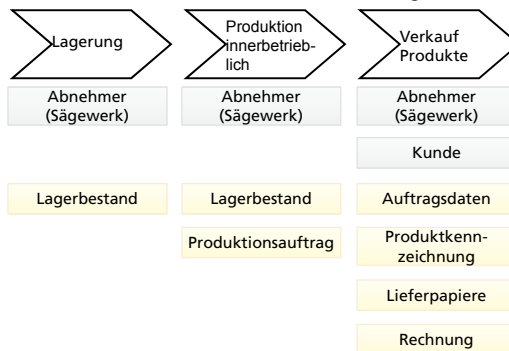 Lagerung
Produktion
innerbetrieb-
lich
Verkauf
Produkte
Abnehmer
(Sägewerk)
Abnehmer
(Sägewerk)
Abnehmer
(Sägewerk)
Kunde
Lagerbestand
Lagerbestand
Auftragsdaten
Produktionsauftrag
Produktkenn-
zeichnung
Lieferpapiere
Rechnung